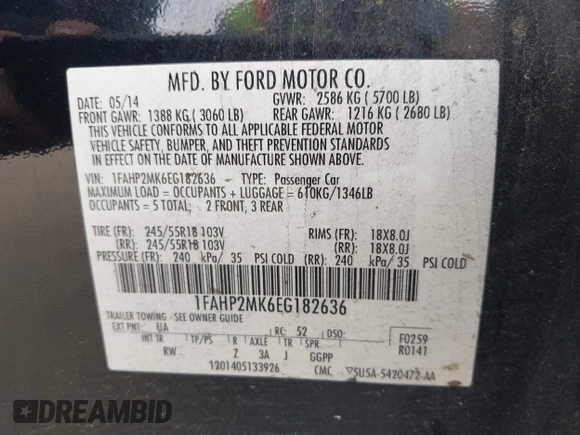 MFD. BY FORD MOTOR CO.
DATE: 05/14 GVWR: 2586 KG ( 5700 LB)
FRONT GAWR: 1388 KG ( 3060 LB) REAR GAWR: 1216 KG ( 2680 LB)
THIS VEHICLE CONFORMS TO ALL APPLICABLE FEDERAL MOTOR
VEHICLE SAFETY, BUMPER, AND THEFT PREVENTION STANDARDS
IN EFFECT ON THE DATE OF MANUFACTURE SHOWN ABOVE.
VIN: 1FAHP2MK6EG182636 - TYPE: Passenger Car
MAXIMUM LOAD = OCCUPANTS + LUGGAGE = 610KG/1346LB
OCCUPANTS = 5 TOTAL: 2 FRONT, 3 REAR
TIRE (FR): 245/55R18 103V RIMS (FR): 18X8.0J
(RR): 245/55R18 103V (RR): 18X8.0J
PRESSURE (FR): 240 kPa/ 35 PSI COLD (RR): 240 kPa/ 35 PSI COLD
1FAHP2MK6EG182636
TRAILER TOWING - SEE OWNER GUIDE
EXT PNT: UA RC: 52 DSO: F0259
INT TR TP/PS R AXLE TR SPR R0141
RW Z 3A J GGPP
1201405133926 CMC VSUSA-5420472-AA
AUTODREAMBID